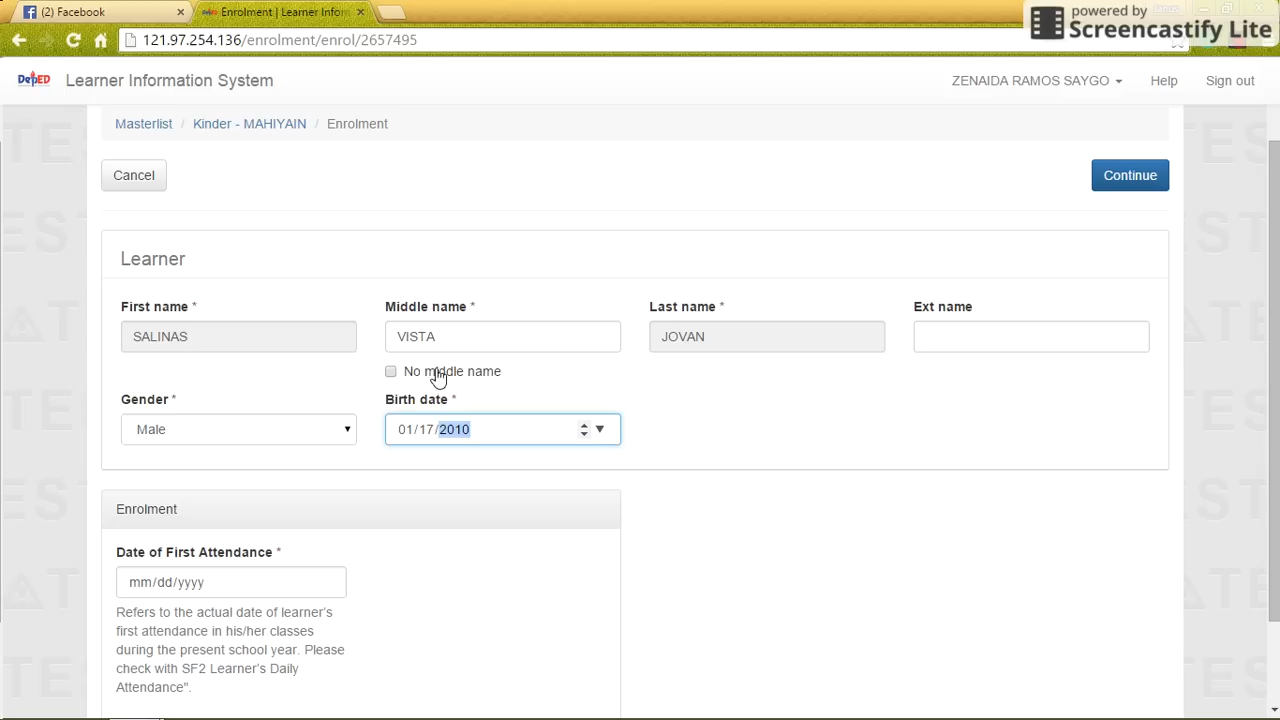 (2) Facebook
Enrolment | Learner Inform
powered by
Screencastify Lite
121.97.254.136/enrolment/enrol/2657495
DepED
Learner Information System
ZENAIDA RAMOS SAYGO
Help
Sign out
Masterlist / Kinder - MAHIYAIN / Enrolment
Cancel
Continue
Learner
First name *
Middle name *
Last name *
Ext name
SALINAS
VISTA
JOVAN
No middle name
Gender *
Birth date *
Male
01/17/2010
Enrolment
Date of First Attendance *
mm/dd/yyyy
Refers to the actual date of learner's
first attendance in his/her classes
during the present school year. Please
check with SF2 Learner's Daily
Attendance".